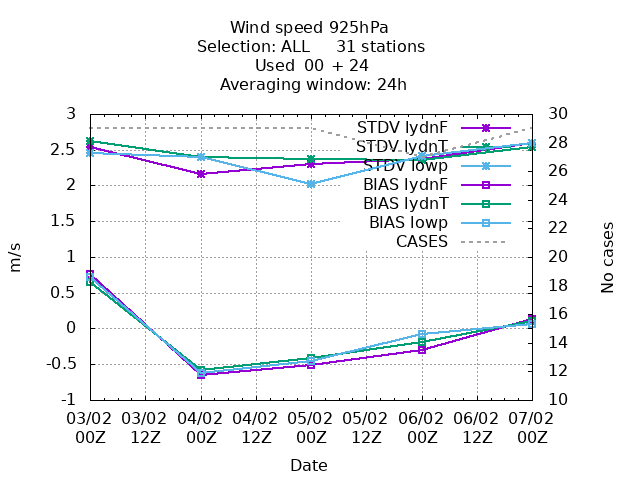 Wind speed 925hPa
Selection: ALL 31 stations
Used 00 + 24
Averaging window: 24h
3
2.5
2
1.5
1
0.5
0
-0.5
-1
m/s
30
28
26
24
22
20
18
16
14
12
10
No cases
STDV lydnF
STDV lydnT
STDV lowp
BIAS lydnF
BIAS lydnT
BIAS lowp
CASES
03/02 03/02 04/02 04/02 05/02 05/02 06/02 06/02 07/02
00Z 12Z 00Z 12Z 00Z 12Z 00Z 12Z 00Z
Date